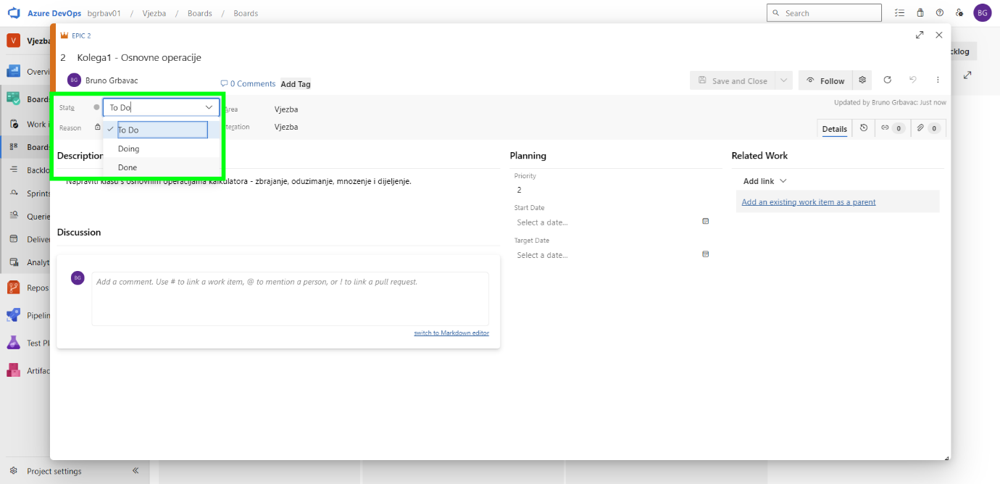 Azure DevOps bgrbav01 / Vjezba / Boards / Boards
Search
BG
V Vjezba
EPIC 2
2 Kolega1 - Osnovne operacije
BG Bruno Grbavac
0 Comments Add Tag
Save and Close
Follow
State To Do
Area Vjezba
Updated by Bruno Grbavac: Just now
Reason
To Do
Doing
Done
Iteration Vjezba
Details
0
0
Description
Napraviti klasu s osnovnim operacijama kalkulatora - zbrajanje, oduzimanje, mnozenje i dijeljenje.
Discussion
BG
Add a comment. Use # to link a work item, @ to mention a person, or ! to link a pull request.
switch to Markdown editor
Planning
Priority
2
Start Date
Select a date...
Target Date
Select a date...
Related Work
Add link
Add an existing work item as a parent
Overvi
Boards
Work i
Boards
Backlo
Sprints
Querie
Deliver
Analyt
Repos
Pipelin
Test Pl
Artifac
Project settings
klog